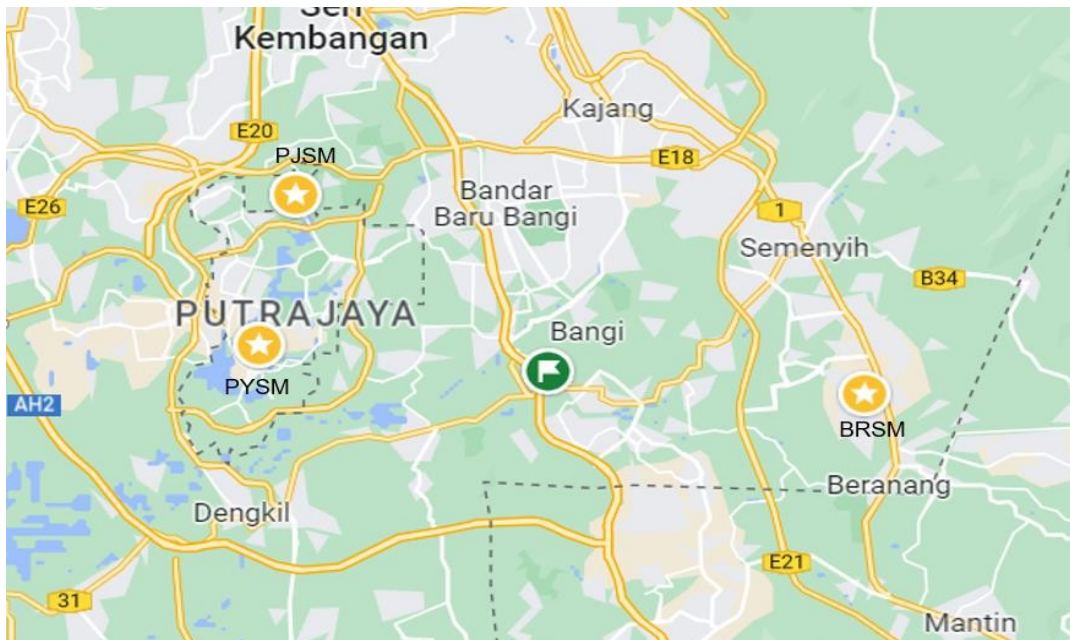 Seri
Kembangan
Kajang
E20
PJSM
E18
E26
Bandar
Baru Bangi
1
Semenyih
B34
PUTRAJAYA
Bangi
PYSM
AH2
BRSM
Beranang
Dengkil
E21
31
Mantin